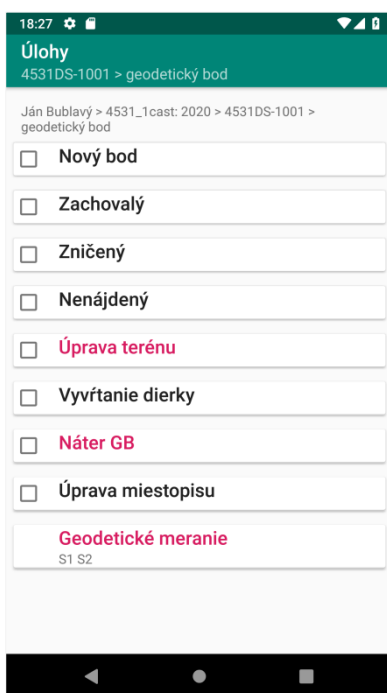 18:27
Úlohy
4531DS-1001 > geodetický bod
Ján Bublavý > 4531_1cast: 2020 > 4531DS-1001 >
geodetický bod
Nový bod
Zachovalý
Zničený
Nenájdený
Úprava terénu
Vyvŕtanie dierky
Náter GB
Úprava miestopisu
Geodetické meranie
S1 S2